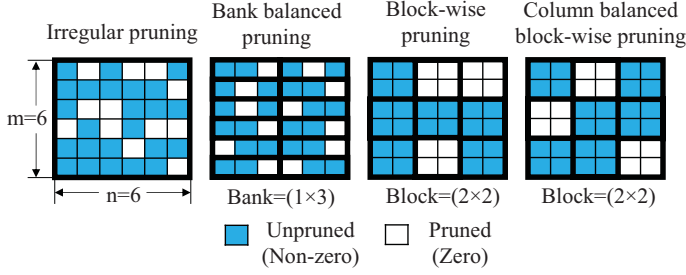 Irregular pruning
Bank balanced
pruning
Block-wise
pruning
Column balanced
block-wise pruning
m=6
n=6
Bank=(1×3)
Block=(2×2)
Block=(2×2)
Unpruned
(Non-zero)
Pruned
(Zero)